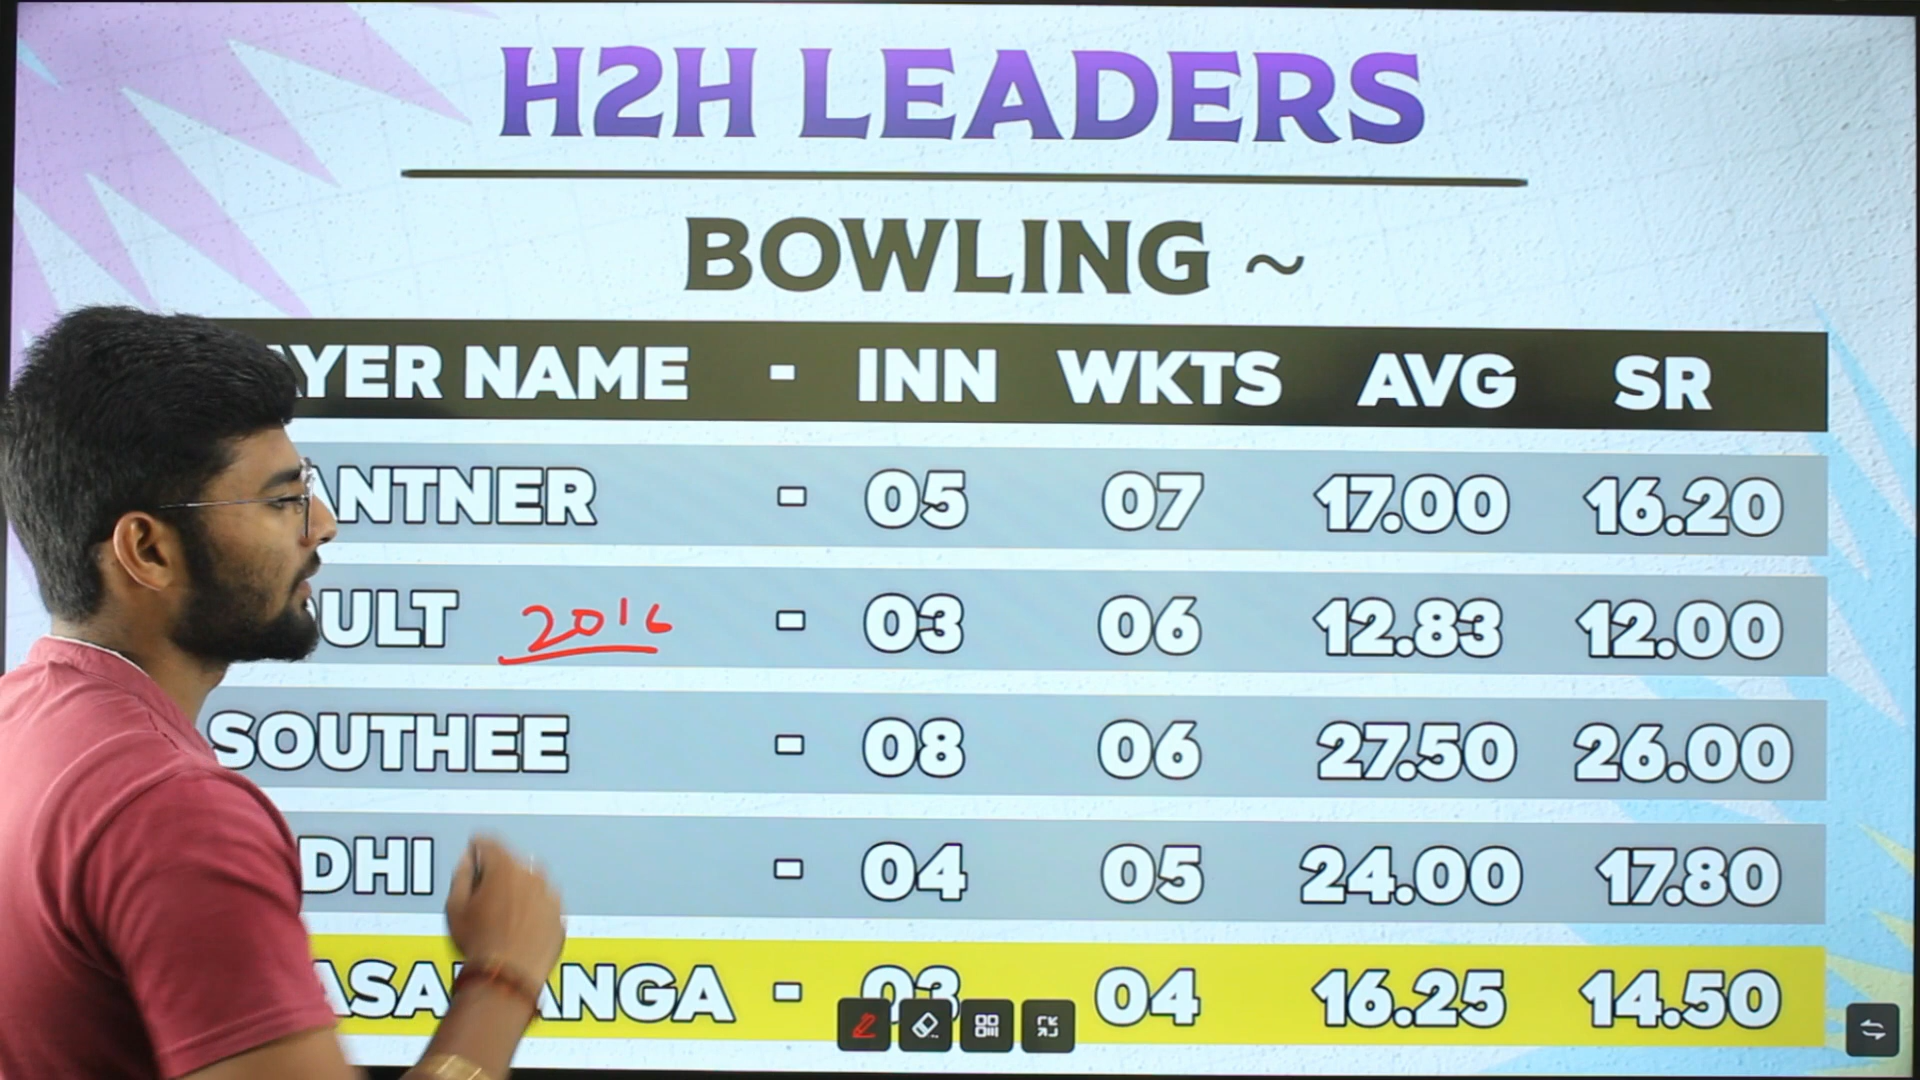 H2H LEADERS
BOWLING ~
AYER NAME - INN WKTS AVG SR
ANTNER - 05 07 17.00 16.20
ULT 2016 - 03 06 12.83 12.00
SOUTHEE - 08 06 27.50 26.00
DHI - 04 05 24.00 17.80
- 03 04 16.25 14.50